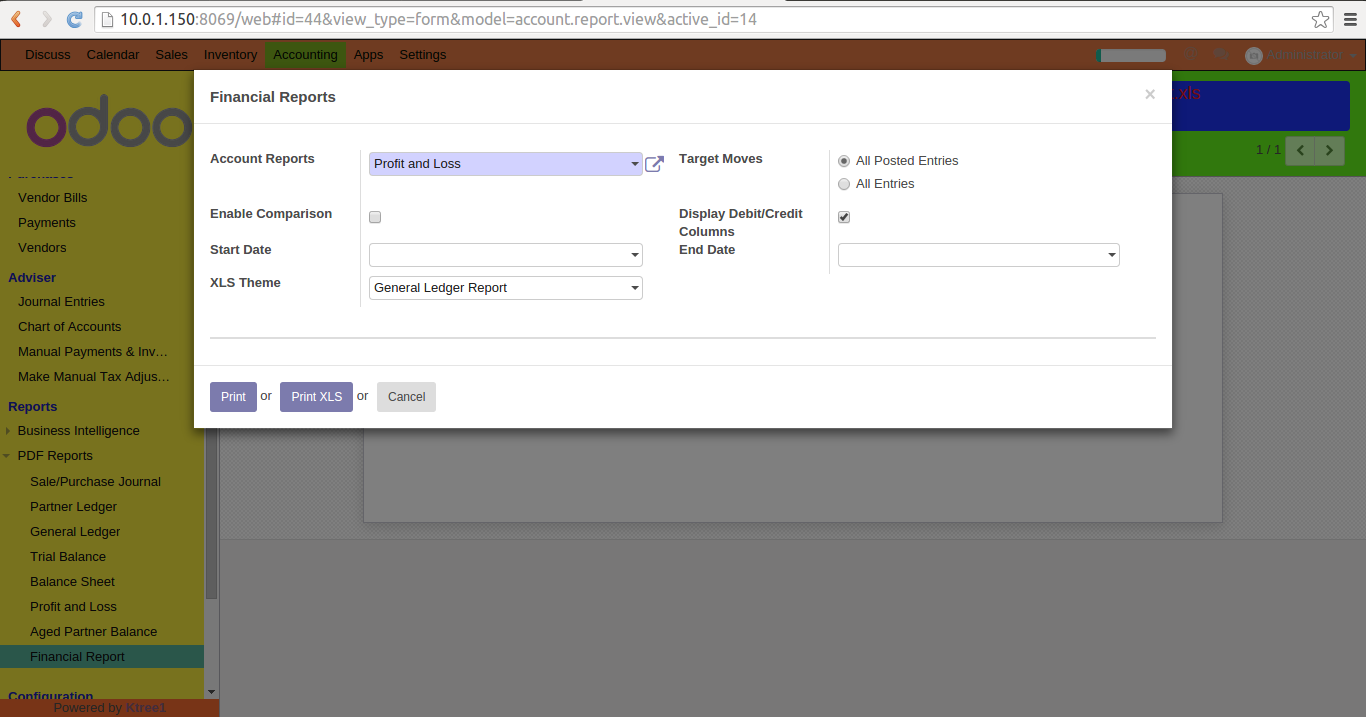 10.0.1.150:8069/web#id=44&view_type=form&model=account.report.view&active_id=14
Discuss Calendar Sales Inventory Accounting Apps Settings Administrator
odoo
.xls
1 / 1
Vendor Bills
Payments
Vendors
Adviser
Journal Entries
Chart of Accounts
Manual Payments & Inv…
Make Manual Tax Adjus…
Reports
Business Intelligence
PDF Reports
Sale/Purchase Journal
Partner Ledger
General Ledger
Trial Balance
Balance Sheet
Profit and Loss
Aged Partner Balance
Financial Report
Configuration
Powered by Ktree1
Financial Reports
×
Account Reports Profit and Loss Target Moves All Posted Entries
All Entries
Enable Comparison Display Debit/Credit
Columns
Start Date End Date
XLS Theme General Ledger Report
Print or Print XLS or Cancel